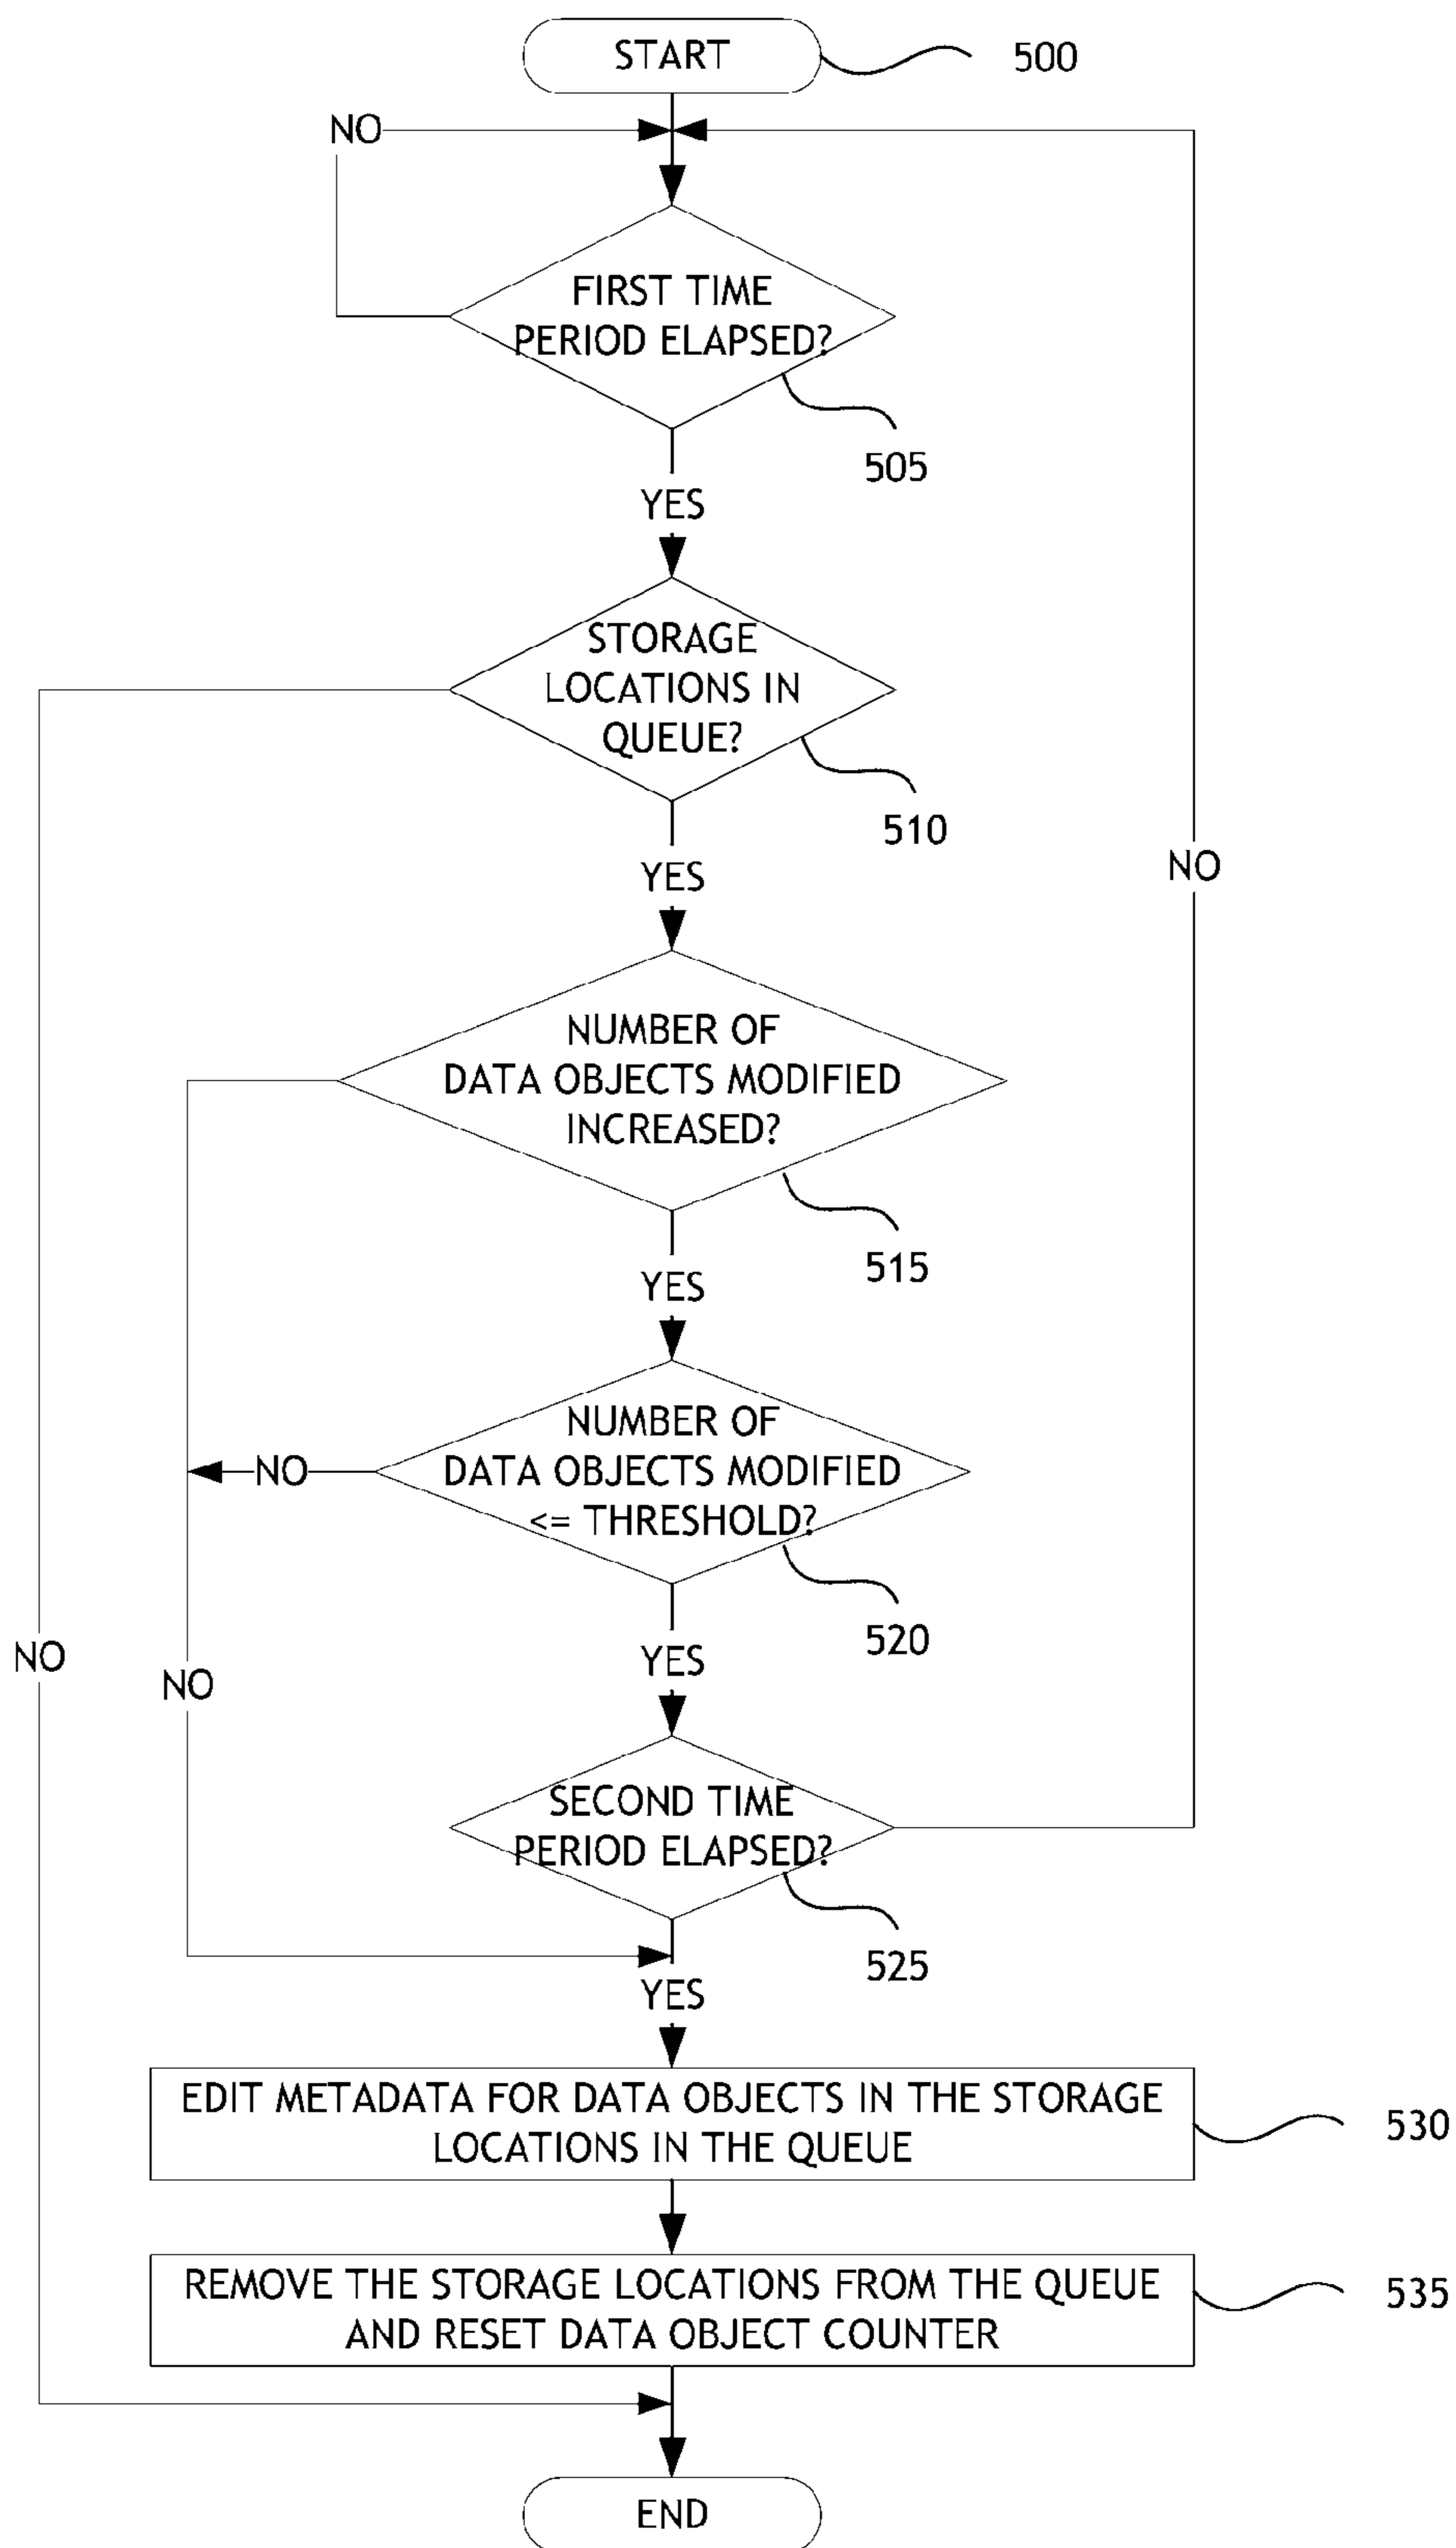 START
500
NO
FIRST TIME
PERIOD ELAPSED?
505
YES
STORAGE
LOCATIONS IN
QUEUE?
510
YES
NO
NUMBER OF
DATA OBJECTS MODIFIED
INCREASED?
515
YES
NUMBER OF
DATA OBJECTS MODIFIED
<= THRESHOLD?
NO
520
YES
NO
NO
SECOND TIME
PERIOD ELAPSED?
525
YES
EDIT METADATA FOR DATA OBJECTS IN THE STORAGE
LOCATIONS IN THE QUEUE
530
REMOVE THE STORAGE LOCATIONS FROM THE QUEUE
AND RESET DATA OBJECT COUNTER
535
END